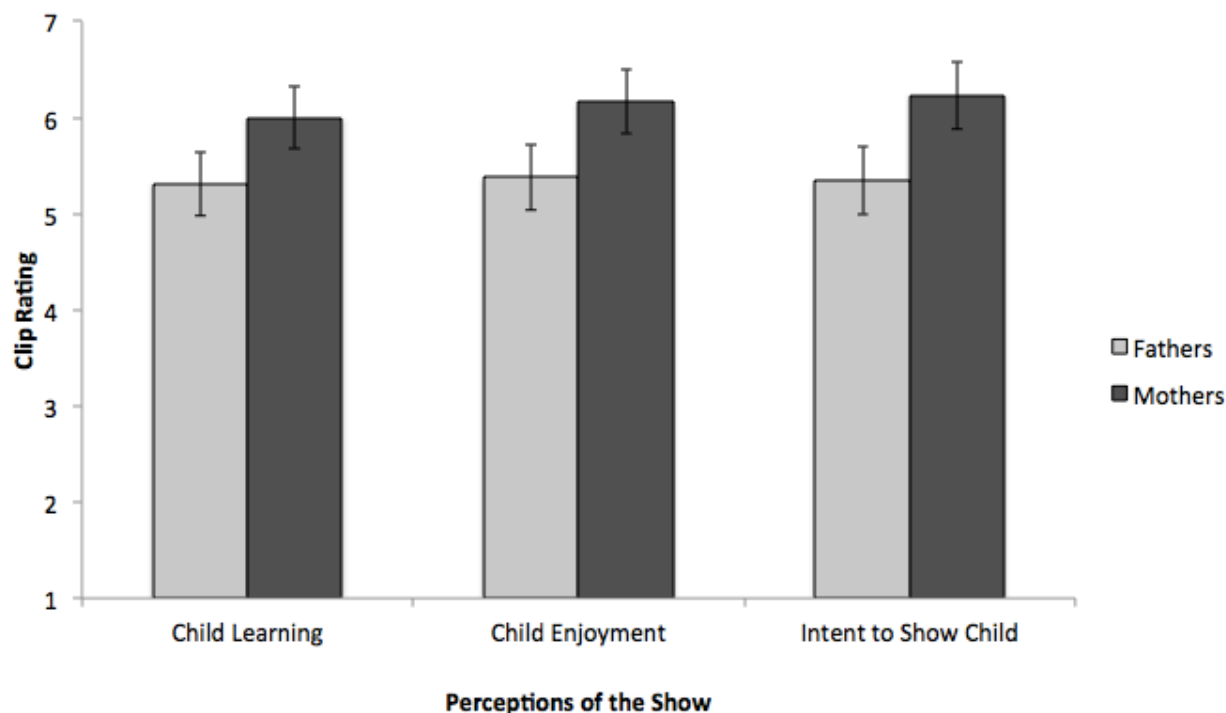 7
6
5
4
3
2
1
Clip Rating
Child Learning
Child Enjoyment
Intent to Show Child
Perceptions of the Show
Fathers
Mothers